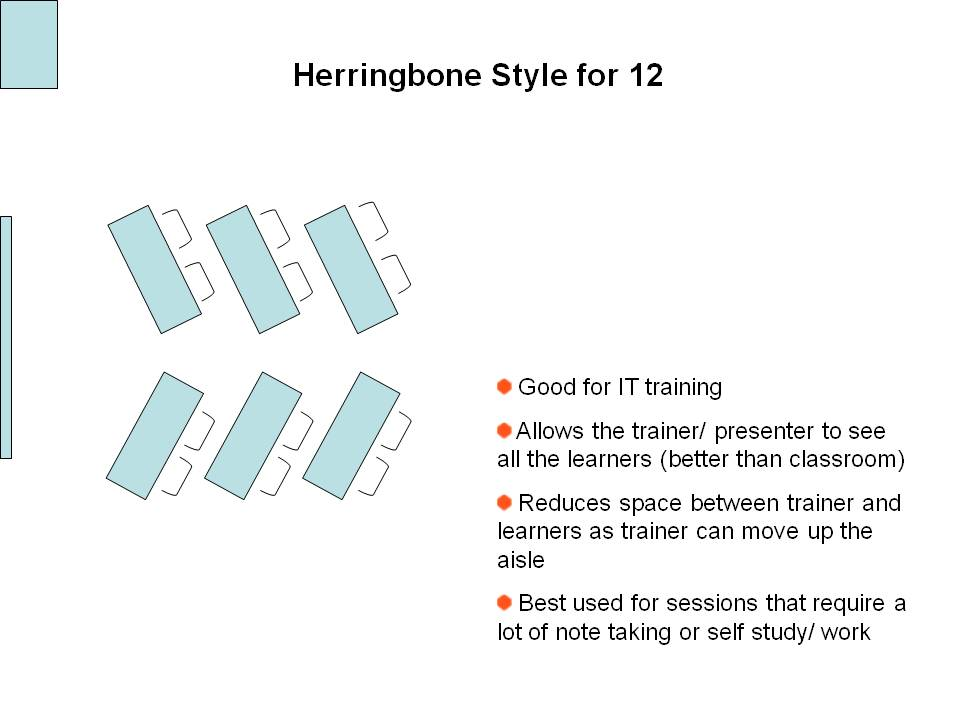 Herringbone Style for 12
Good for IT training
Allows the trainer/ presenter to see
all the learners (better than classroom)
Reduces space between trainer and
learners as trainer can move up the
aisle
Best used for sessions that require a
lot of note taking or self study/ work